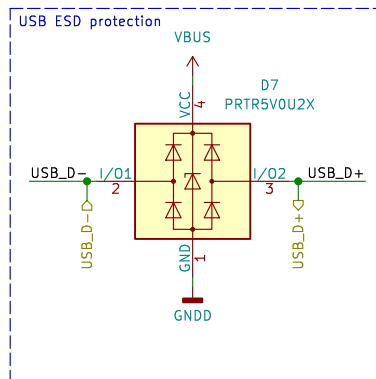 USB ESD protection
VBUS
D7
PRTR5V0U2X
VCC
4
USB_D-
I/O1
2
I/O2
3
USB_D+
USB_D-
USB_D+
GND
1
GNDD